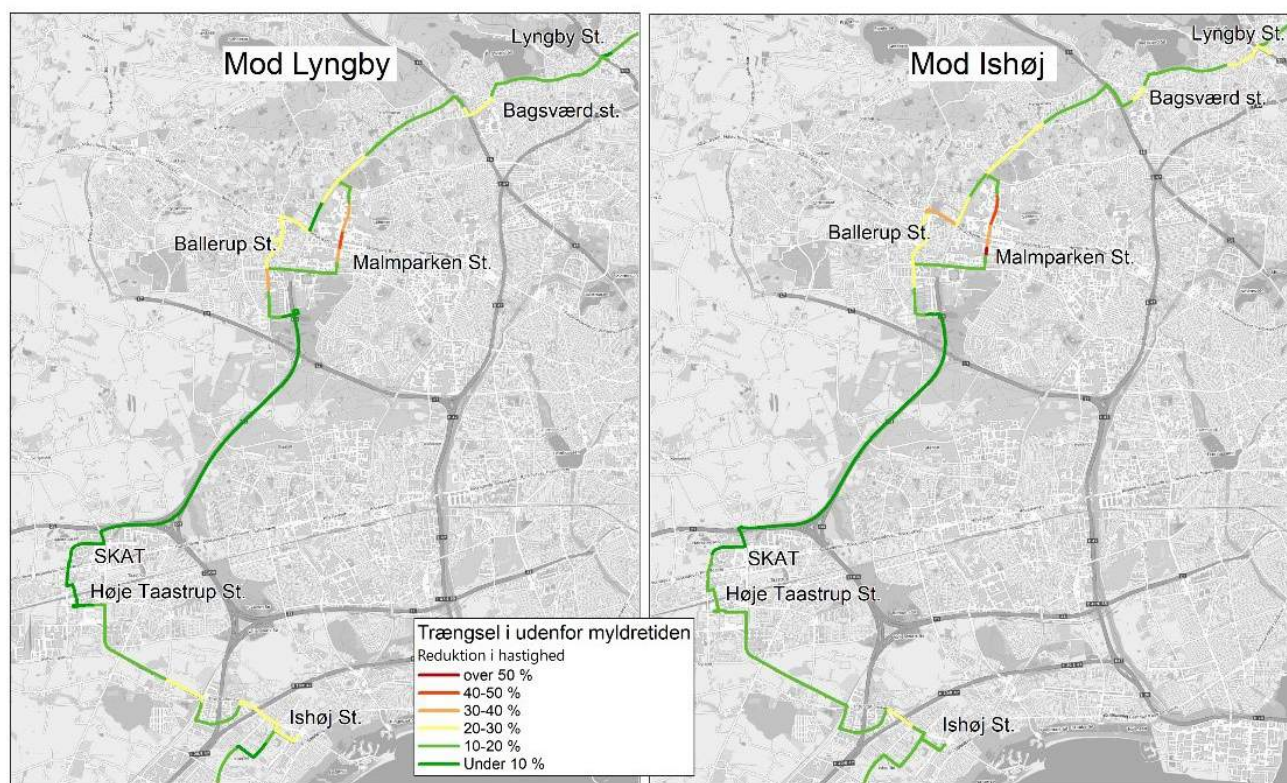 Mod Lyngby
Lyngby St.
Bagsværd st.
Ballerup St.
Malmparken St.
SKAT
Høje Taastrup St.
Ishøj St.
Mod Ishøj
Lyngby St.
Bagsværd st.
Ballerup St.
Malmparken St.
SKAT
Høje Taastrup St.
Ishøj St.
Trængsel i udenfor myldretiden
Reduktion i hastighed
over 50 %
40-50 %
30-40 %
20-30 %
10-20 %
Under 10 %